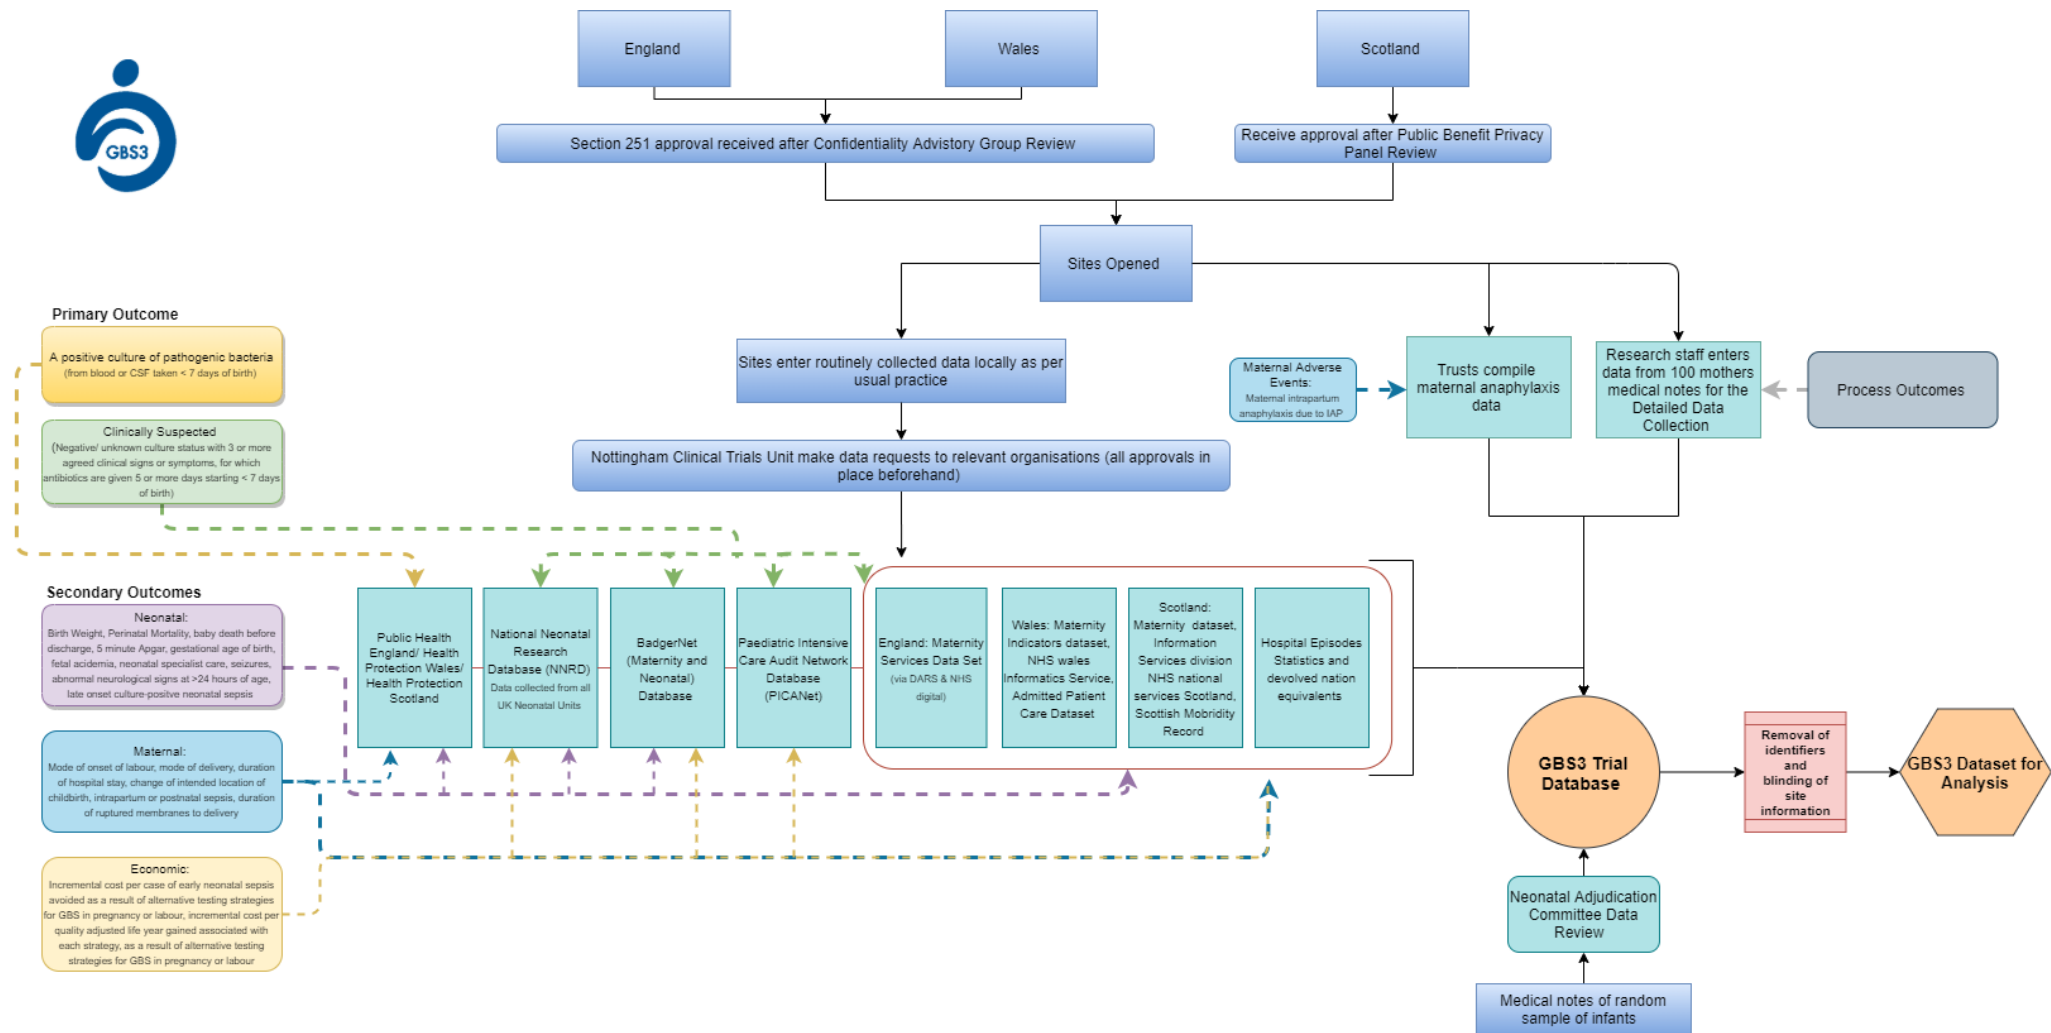 England
Wales
Scotland
GBS3
Section 251 approval received after Confidentiality Advistory Group Review
Receive approval after Public Benefit Privacy
Panel Review
Sites Opened
Primary Outcome
A positive culture of pathogenic bacteria
(from blood or CSF taken < 7 days of birth)
Clinically Suspected
(Negative/ unknown culture status with 3 or more
agreed clinical signs or symptoms, for which
antibiotics are given 5 or more days starting < 7 days
of birth)
Sites enter routinely collected data locally as per
usual practice
Maternal Adverse
Events:
Maternal intrapartum
anaphylaxis due to IAP
Trusts compile
maternal anaphylaxis
data
Research staff enters
data from 100 mothers
medical notes for the
Detailed Data
Collection
Process Outcomes
Nottingham Clinical Trials Unit make data requests to relevant organisations (all approvals in
place beforehand)
Secondary Outcomes
Neonatal:
Birth Weight, Perinatal Mortality, baby death before
discharge, 5 minute Apgar, gestational age of birth,
fetal acidemia, neonatal specialist care, seizures,
abnormal neurological signs at >24 hours of age,
late onset culture-positve neonatal sepsis
Maternal:
Mode of onset of labour, mode of delivery, duration
of hospital stay, change of intended location of
childbirth, intrapartum or postnatal sepsis, duration
of ruptured membranes to delivery
Economic:
Incremental cost per case of early neonatal sepsis
avoided as a result of alternative testing strategies
for GBS in pregnancy or labour, incremental cost per
quality adjusted life year gained associated with
each strategy, as a result of alternative testing
strategies for GBS in pregnancy or labour
Public Health
England/ Health
Protection Wales/
Health Protection
Scotland
National Neonatal
Research
Database (NNRD)
Data collected from all
UK Neonatal Units
BadgerNet
(Maternity and
Neonatal)
Database
Paediatric Intensive
Care Audit Network
Database
(PICANet)
England: Maternity
Services Data Set
(via DARS & NHS
digital)
Wales: Maternity
Indicators dataset,
NHS wales
Informatics Service,
Admitted Patient
Care Dataset
Scotland:
Maternity dataset,
Information
Services division
NHS national
services Scotland,
Scottish Mobridity
Record
Hospital Episodes
Statistics and
devolved nation
equivalents
GBS3 Trial
Database
Removal of
identifiers
and
blinding of
site
information
GBS3 Dataset for
Analysis
Neonatal Adjudication
Committee Data
Review
Medical notes of random
sample of infants